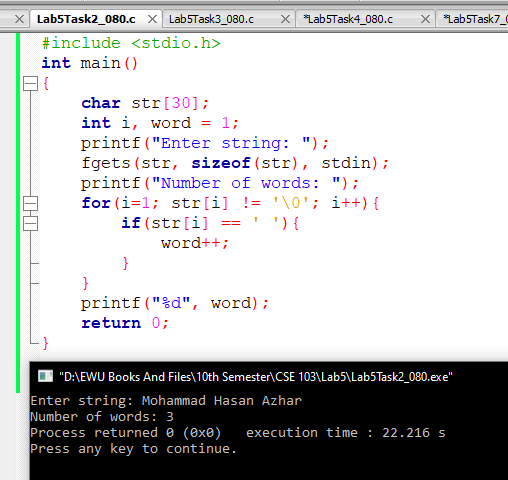 Lab5Task2_080.c Lab5Task3_080.c *Lab5Task4_080.c *Lab5Task7_0
#include <stdio.h>
int main()
{
    char str[30];
    int i, word = 1;
    printf("Enter string: ");
    fgets(str, sizeof(str), stdin);
    printf("Number of words: ");
    for(i=1; str[i] != '\0'; i++){
        if(str[i] == ' '){
            word++;
        }
    }
    printf("%d", word);
    return 0;
}
"D:\EWU Books And Files\10th Semester\CSE 103\Lab5\Lab5Task2_080.exe"
Enter string: Mohammad Hasan Azhar
Number of words: 3
Process returned 0 (0x0)   execution time : 22.216 s
Press any key to continue.